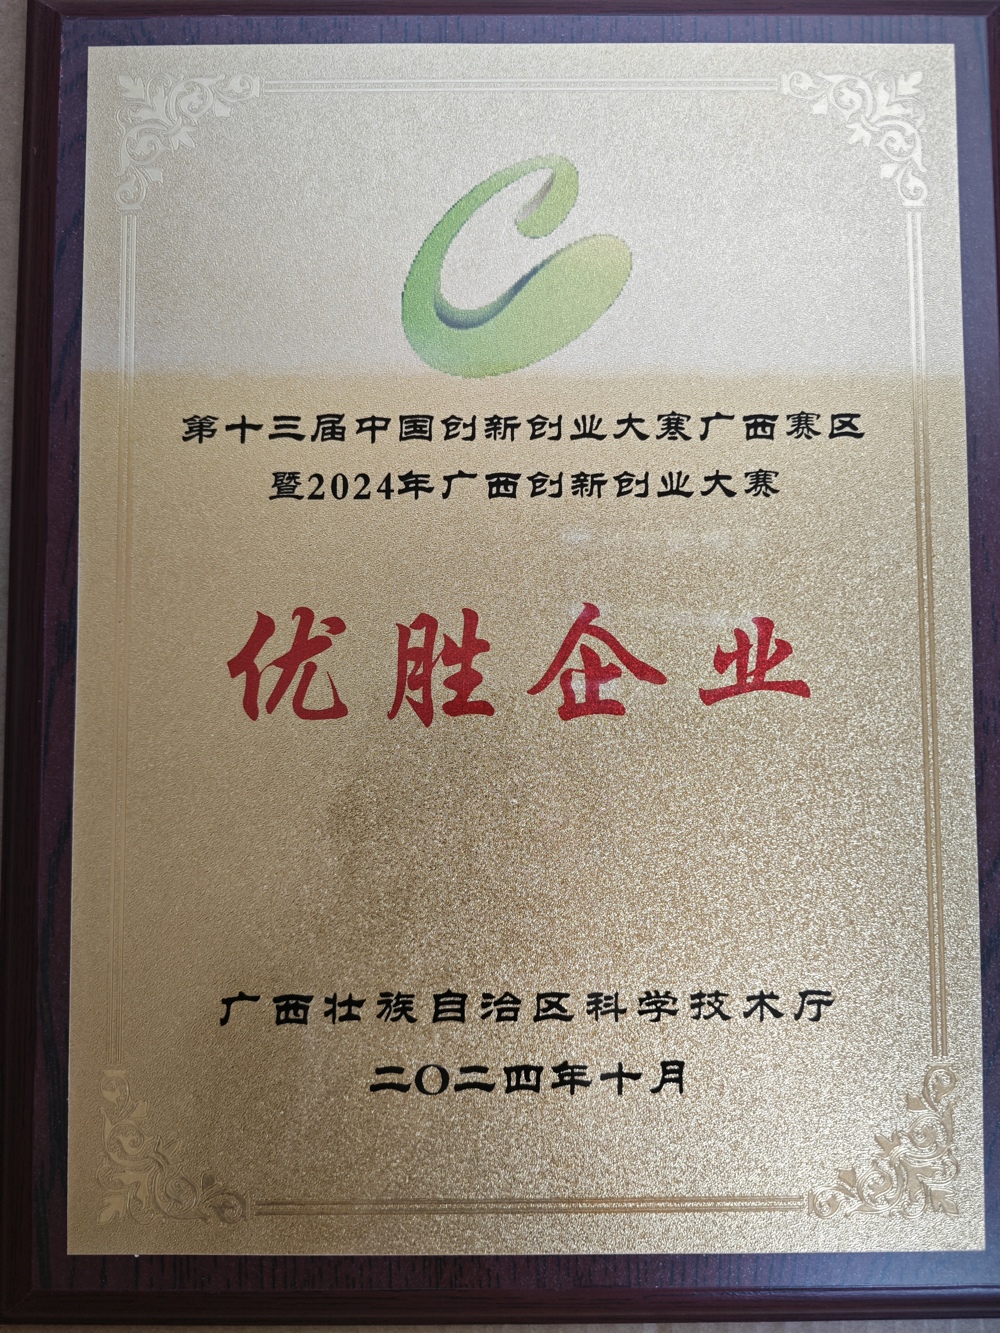 第十三届中国创新创业大赛广西赛区
暨2024年广西创新创业大赛
优胜企业
广西壮族自治区科学技术厅
二〇二四年十月